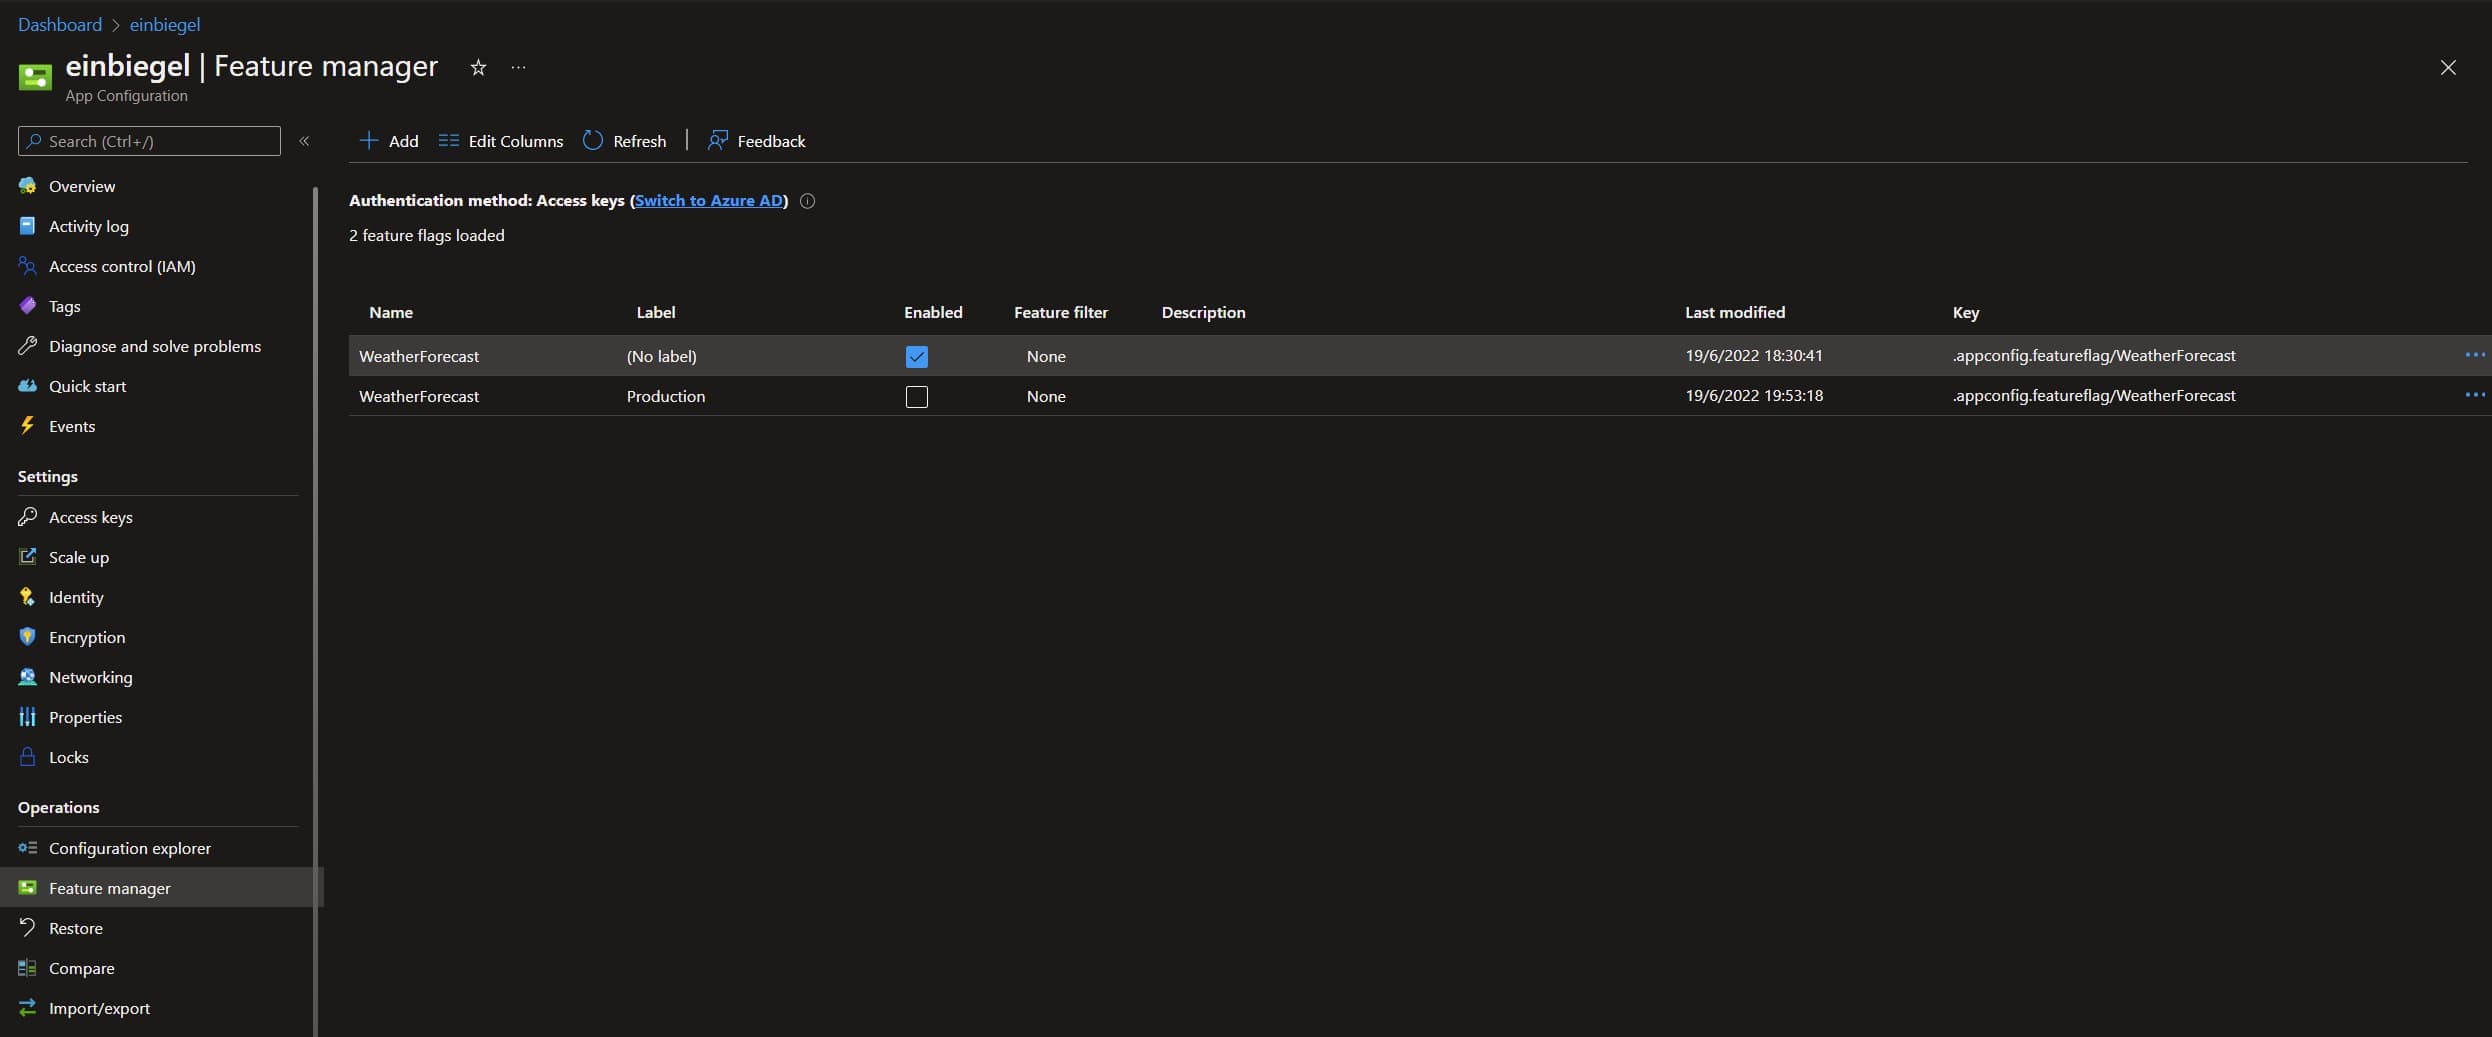 Dashboard > einbiegel
einbiegel | Feature manager ☆ ···
App Configuration
Search (Ctrl+/) «
Overview
Activity log
Access control (IAM)
Tags
Diagnose and solve problems
Quick start
Events
Settings
Access keys
Scale up
Identity
Encryption
Networking
Properties
Locks
Operations
Configuration explorer
Feature manager
Restore
Compare
Import/export
Add Edit Columns Refresh | Feedback
Authentication method: Access keys (Switch to Azure AD)
2 feature flags loaded
Name Label Enabled Feature filter Description Last modified Key
WeatherForecast (No label) None 19/6/2022 18:30:41 .appconfig.featureflag/WeatherForecast ···
WeatherForecast Production None 19/6/2022 19:53:18 .appconfig.featureflag/WeatherForecast ···